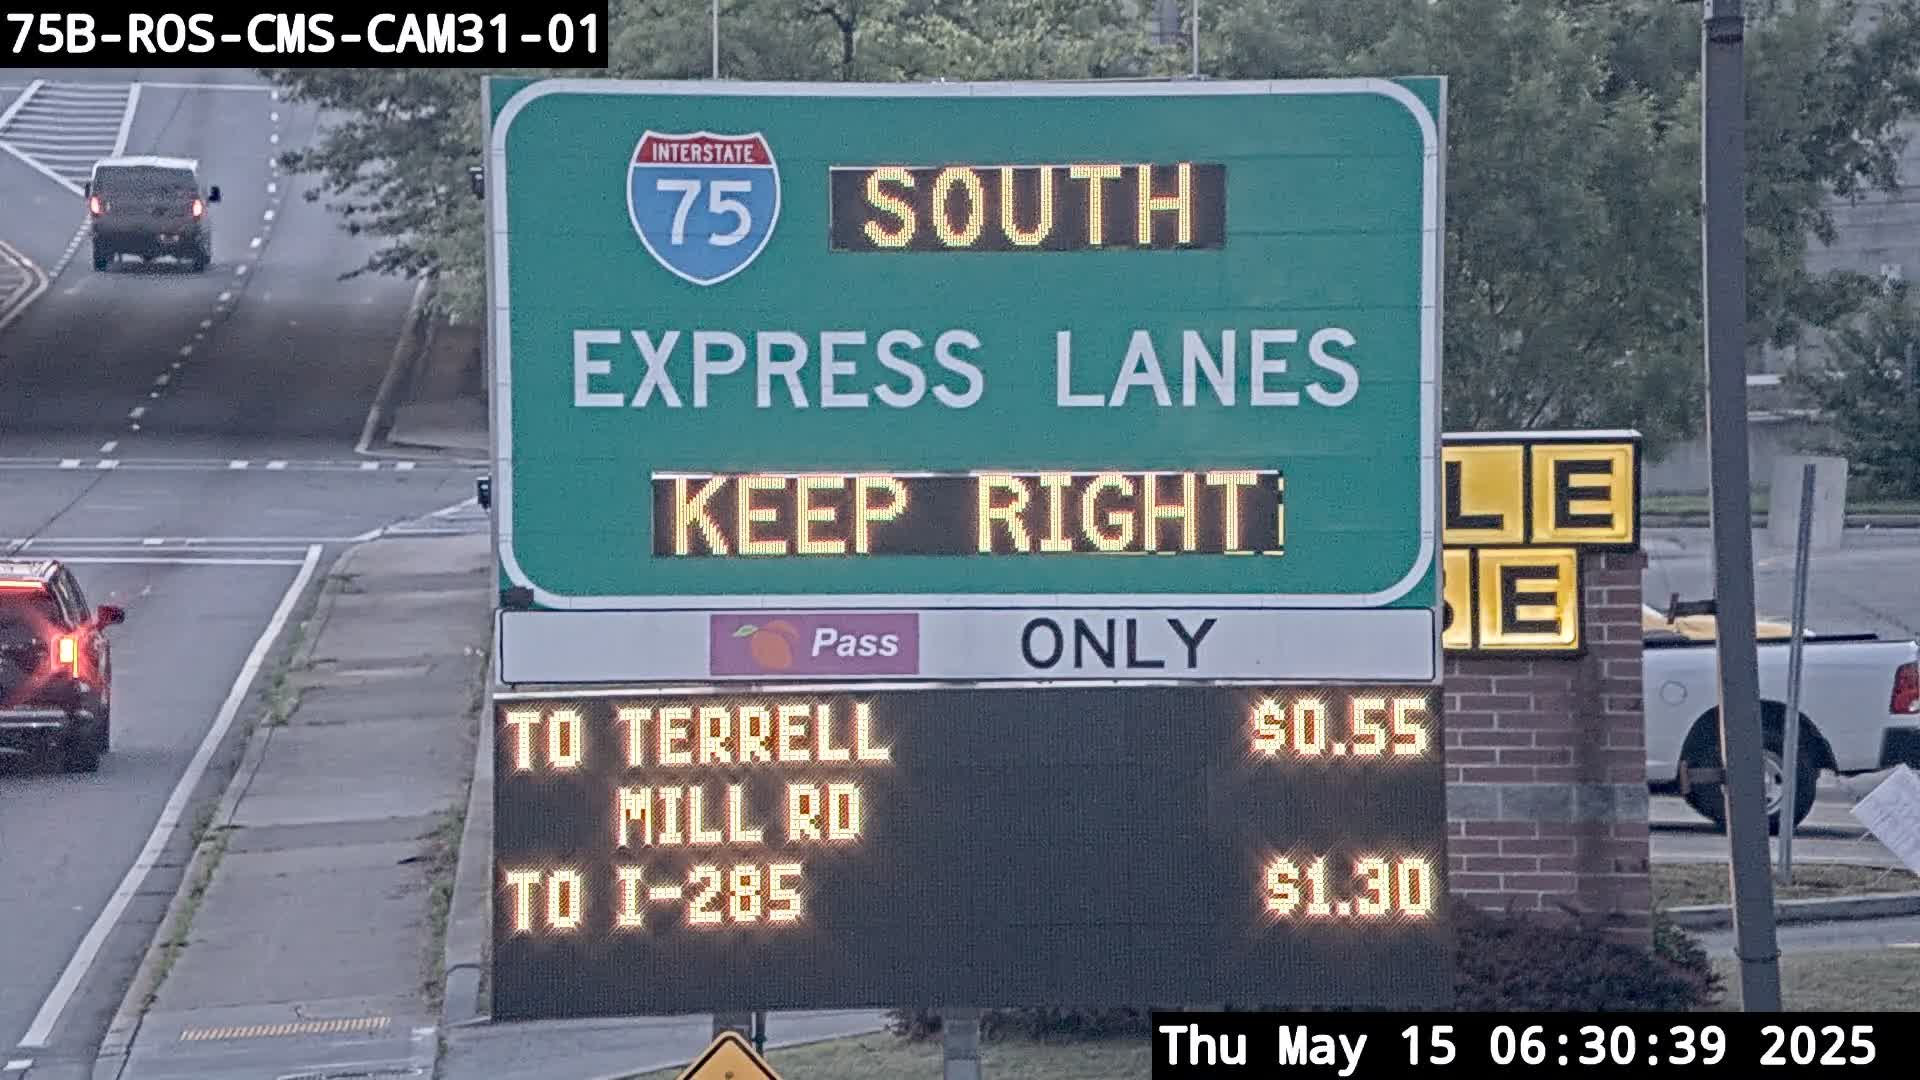 75B-ROS-CMS-CAM31-01
INTERSTATE
75
SOUTH
EXPRESS LANES
KEEP RIGHT
LE
E
Pass ONLY
TO TERRELL $0.55
MILL RD
TO I-285 $1.30
Thu May 15 06:30:39 2025